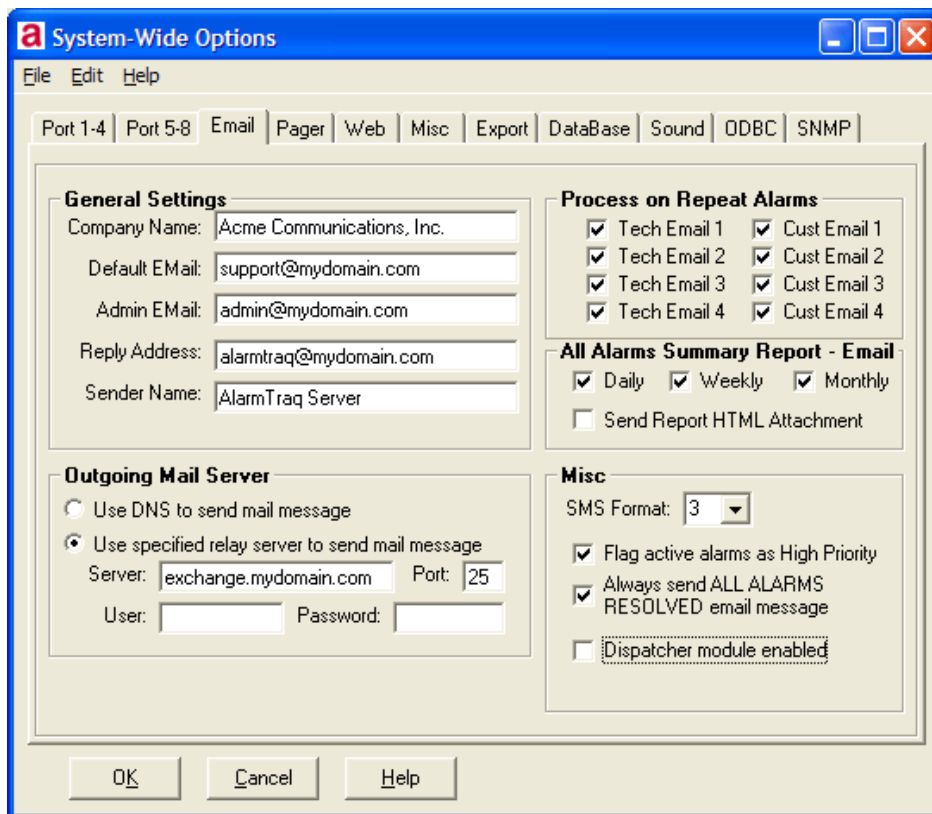 a System-Wide Options
File Edit Help
Port 1-4 Port 5-8 Email Pager Web Misc Export DataBase Sound ODBC SNMP
General Settings
Company Name: Acme Communications, Inc.
Default EMail: support@mydomain.com
Admin EMail: admin@mydomain.com
Reply Address: alarmtraq@mydomain.com
Sender Name: AlarmTraq Server
Process on Repeat Alarms
Tech Email 1 Cust Email 1
Tech Email 2 Cust Email 2
Tech Email 3 Cust Email 3
Tech Email 4 Cust Email 4
All Alarms Summary Report - Email
Daily Weekly Monthly
Send Report HTML Attachment
Outgoing Mail Server
Use DNS to send mail message
Use specified relay server to send mail message
Server: exchange.mydomain.com Port: 25
User: Password:
Misc
SMS Format: 3
Flag active alarms as High Priority
Always send ALL ALARMS
RESOLVED email message
Dispatcher module enabled
OK Cancel Help